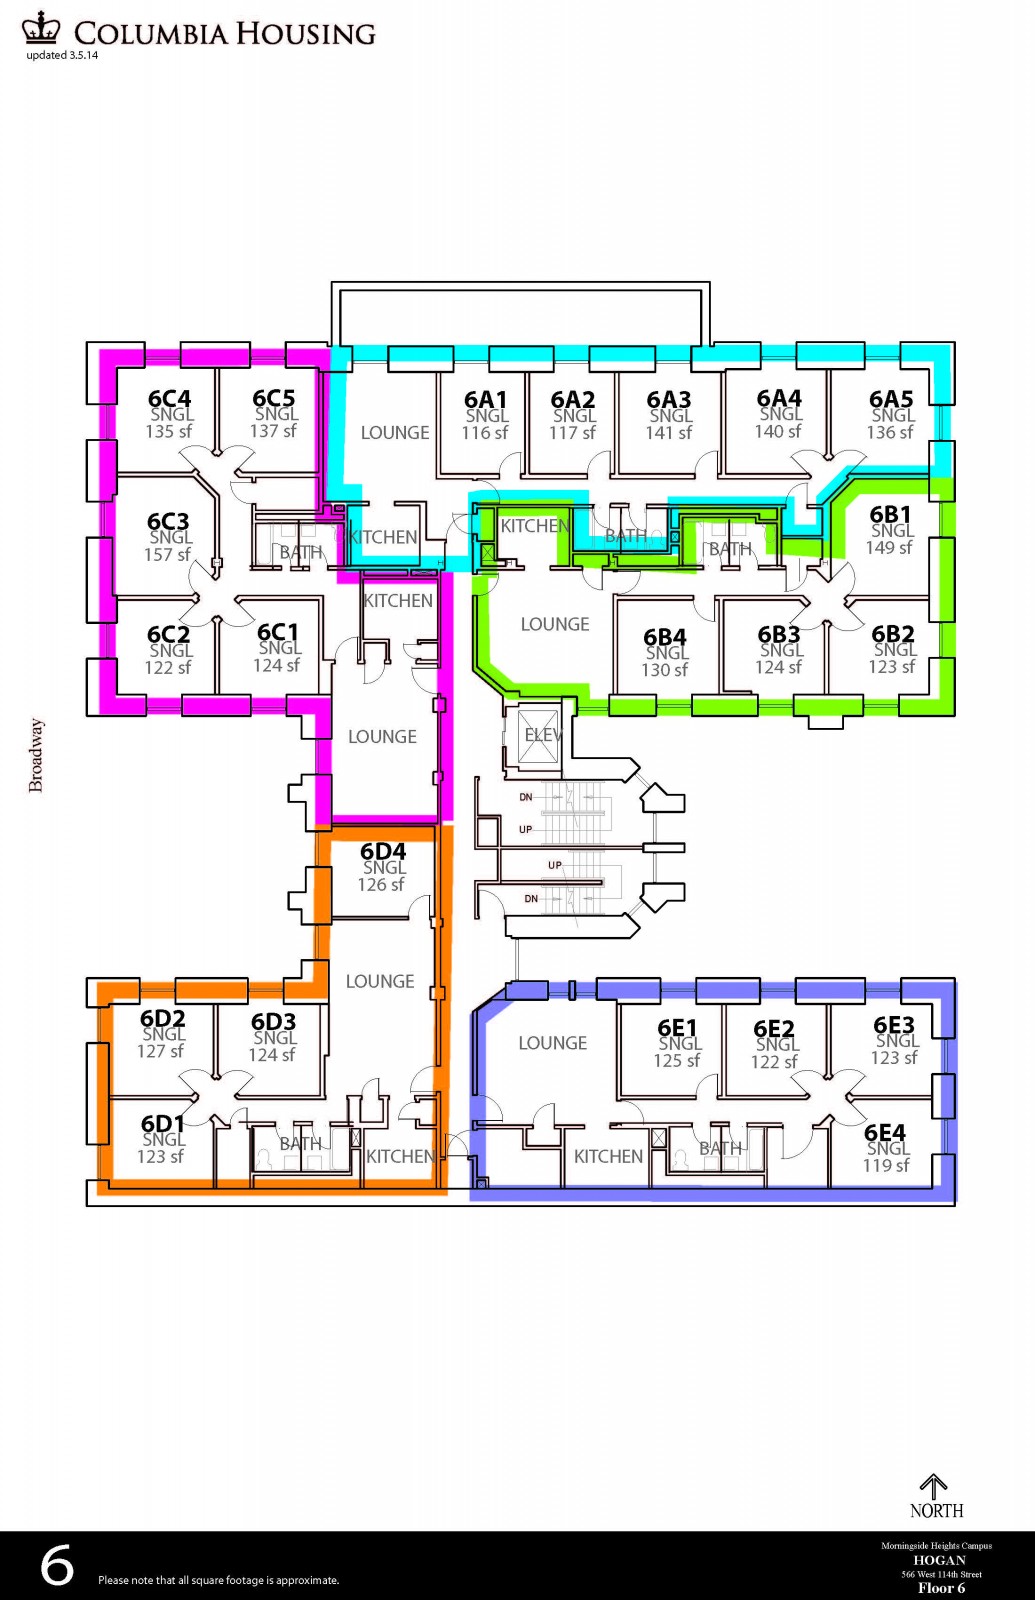 COLUMBIA HOUSING
updated 3.5.14
6C4
SNGL
135 sf
6C5
SNGL
137 sf
LOUNGE
6A1
SNGL
116 sf
6A2
SNGL
117 sf
6A3
SNGL
141 sf
6A4
SNGL
140 sf
6A5
SNGL
136 sf
6C3
SNGL
157 sf
BATH
KITCHEN
KITCHEN
BATH
BATH
6B1
SNGL
149 sf
6C2
SNGL
122 sf
6C1
SNGL
124 sf
KITCHEN
LOUNGE
6B4
SNGL
130 sf
6B3
SNGL
124 sf
6B2
SNGL
123 sf
LOUNGE
ELEV
Broadway
DN
UP
UP
DN
6D4
SNGL
126 sf
LOUNGE
6D2
SNGL
127 sf
6D3
SNGL
124 sf
LOUNGE
6E1
SNGL
125 sf
6E2
SNGL
122 sf
6E3
SNGL
123 sf
6D1
SNGL
123 sf
BATH
KITCHEN
KITCHEN
BATH
6E4
SNGL
119 sf
NORTH
6
Please note that all square footage is approximate.
Morningside Heights Campus
HOGAN
566 West 114th Street
Floor 6